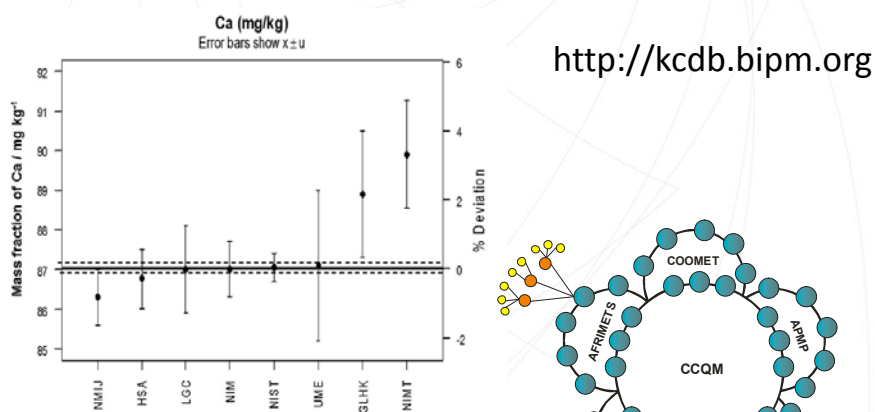 Ca (mg/kg)
Error bars show x±u
http://kcdb.bipm.org
Mass fraction of Ca / mg kg⁻¹
92
91
90
89
88
87
86
85
6
4
2
0
-2
% Deviation
NMIJ
HSA
LGC
NIM
NIST
UME
GLHK
NIMT
COOMET
AFRIMETS
APMP
CCQM